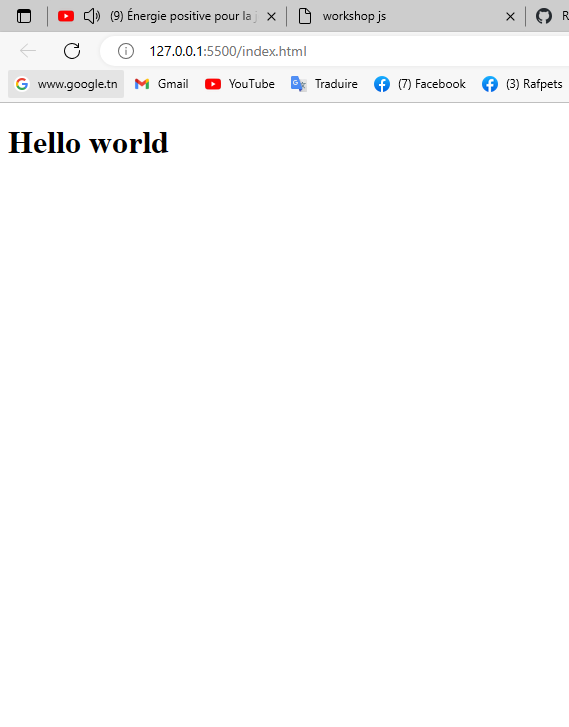 (9) Énergie positive pour la j
workshop js
R
127.0.0.1:5500/index.html
www.google.tn
Gmail
YouTube
Traduire
(7) Facebook
(3) Rafpets
Hello world